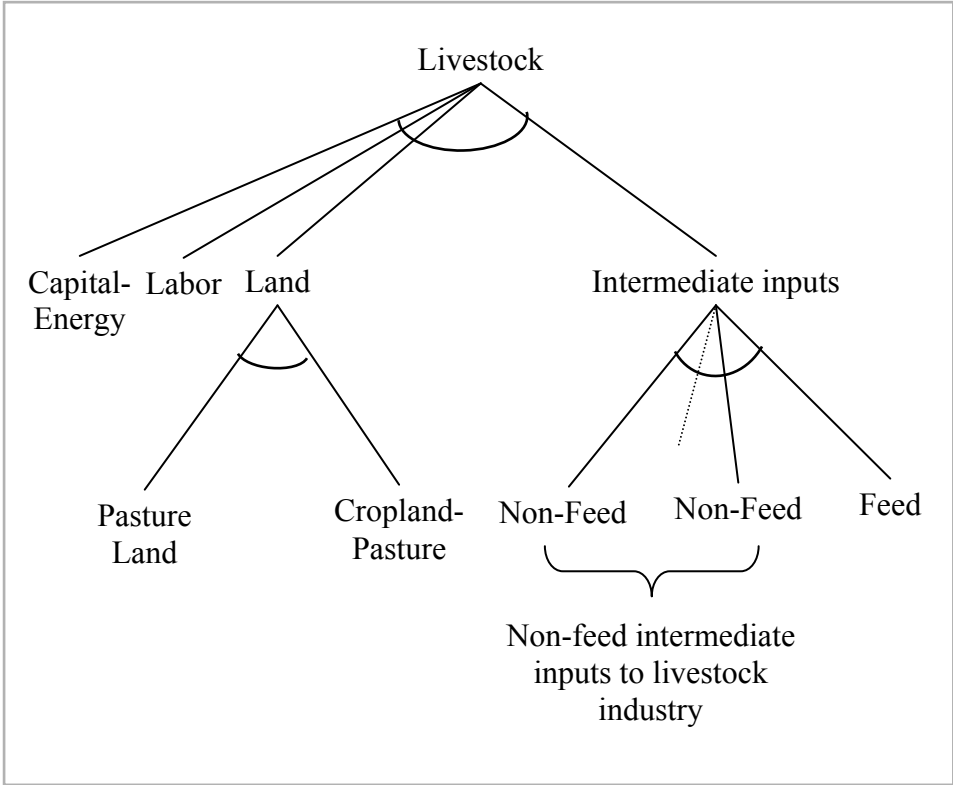 Livestock
Capital-
Energy
Labor
Land
Intermediate inputs
Pasture
Land
Cropland-
Pasture
Non-Feed
Non-Feed
Feed
Non-feed intermediate
inputs to livestock
industry